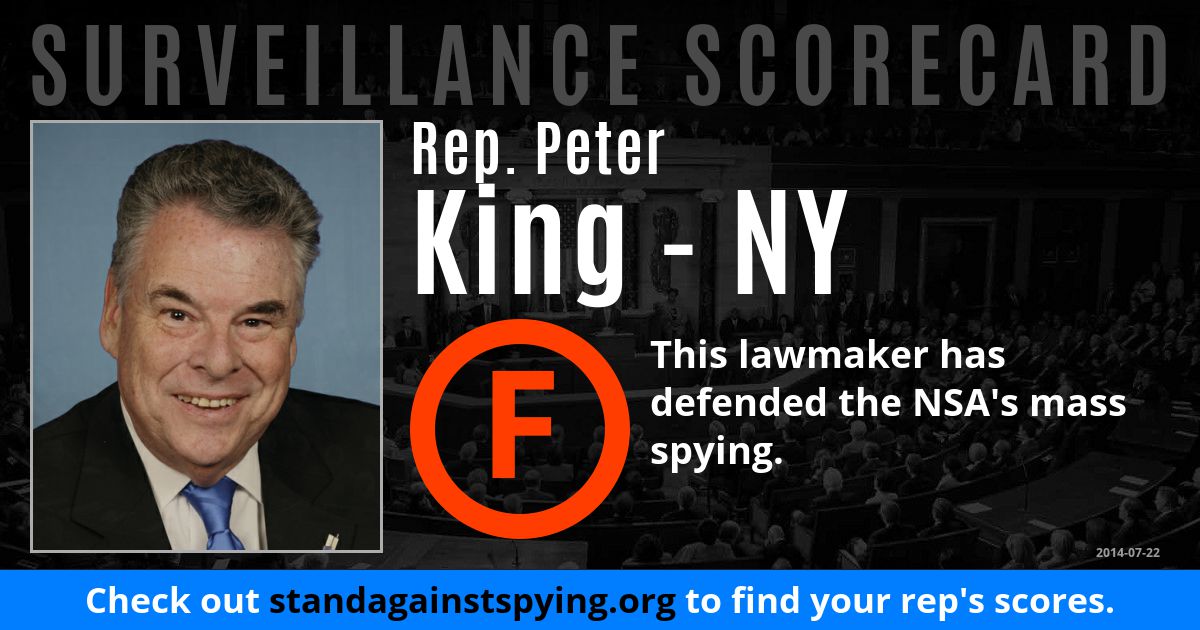 SURVEILLANCE SCORECARD
Rep. Peter
King - NY
F
This lawmaker has
defended the NSA's mass
spying.
2014-07-22
Check out standagainstspying.org to find your rep's scores.